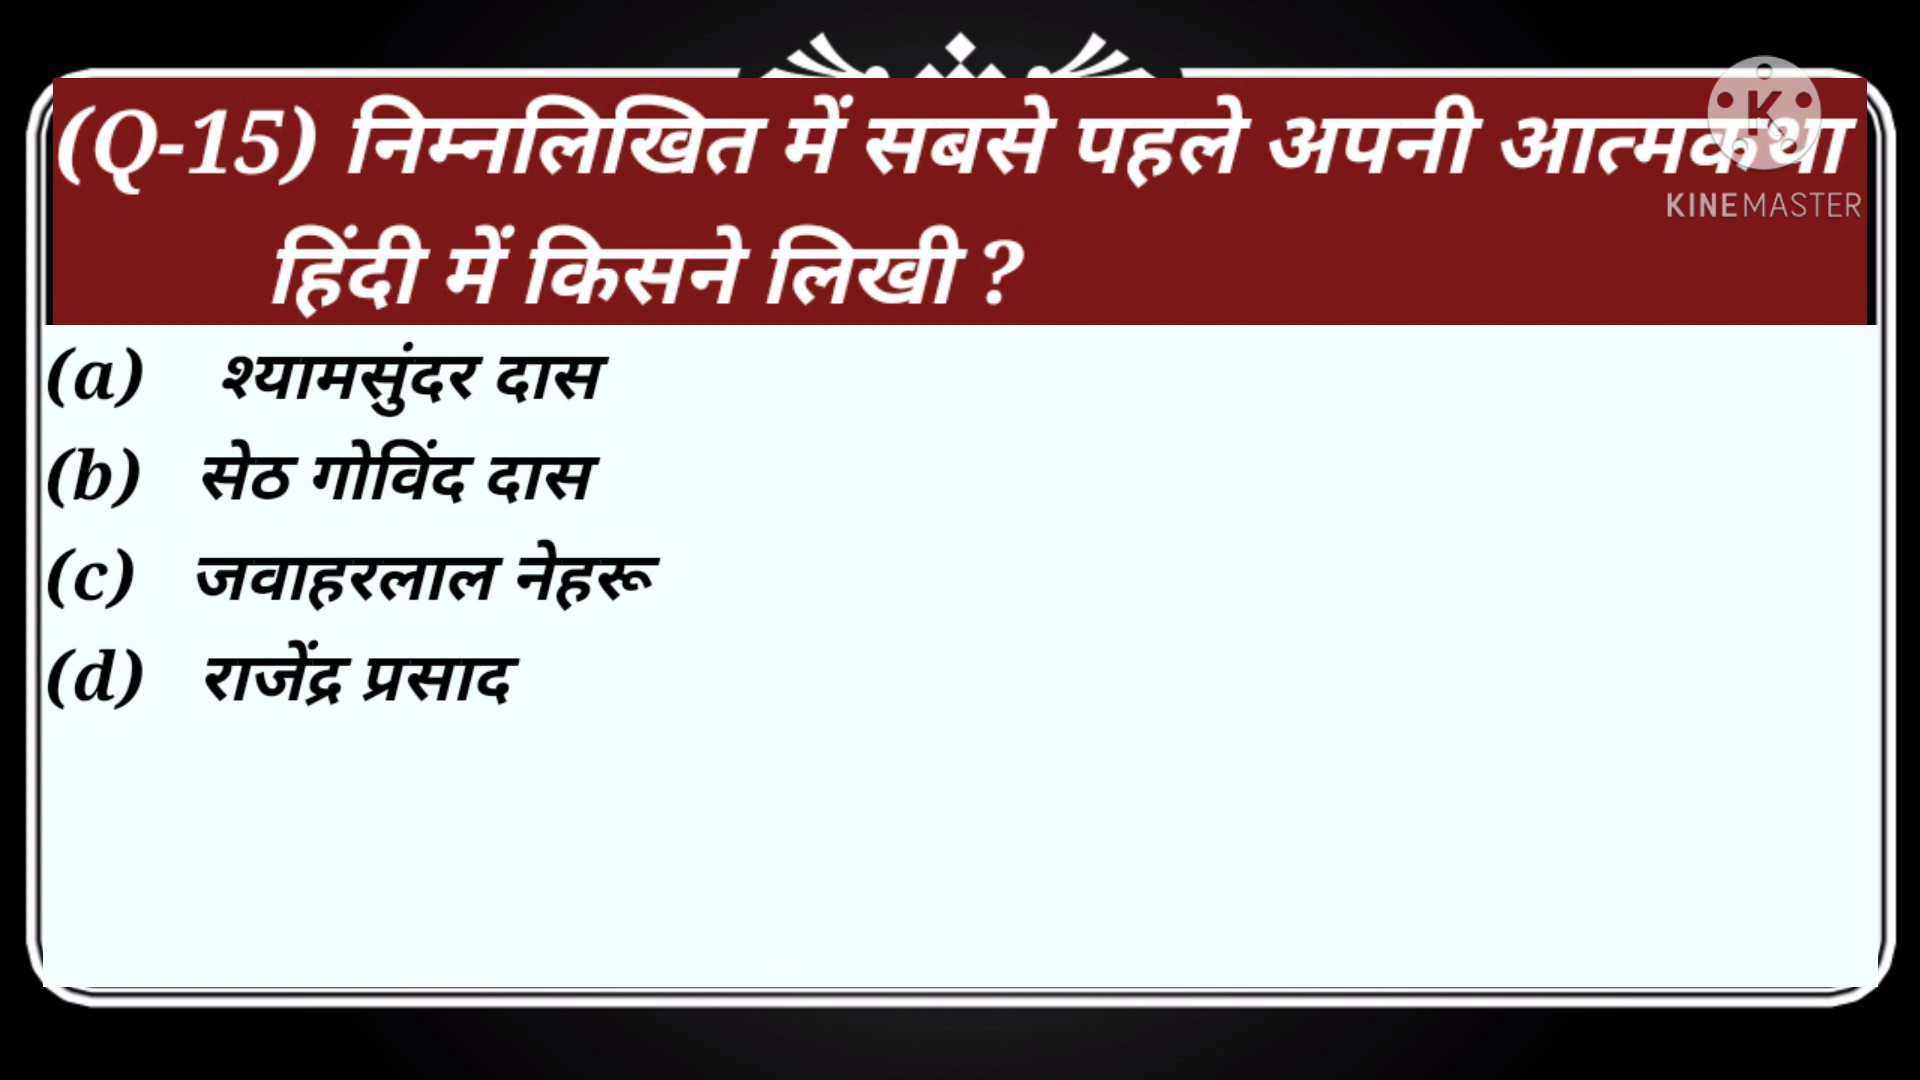 (Q-15) निम्नलिखित में सबसे पहले अपनी आत्मकथा
हिंदी में किसने लिखी ?
K
KINEMASTER
(a) श्यामसुंदर दास
(b) सेठ गोविंद दास
(c) जवाहरलाल नेहरू
(d) राजेंद्र प्रसाद